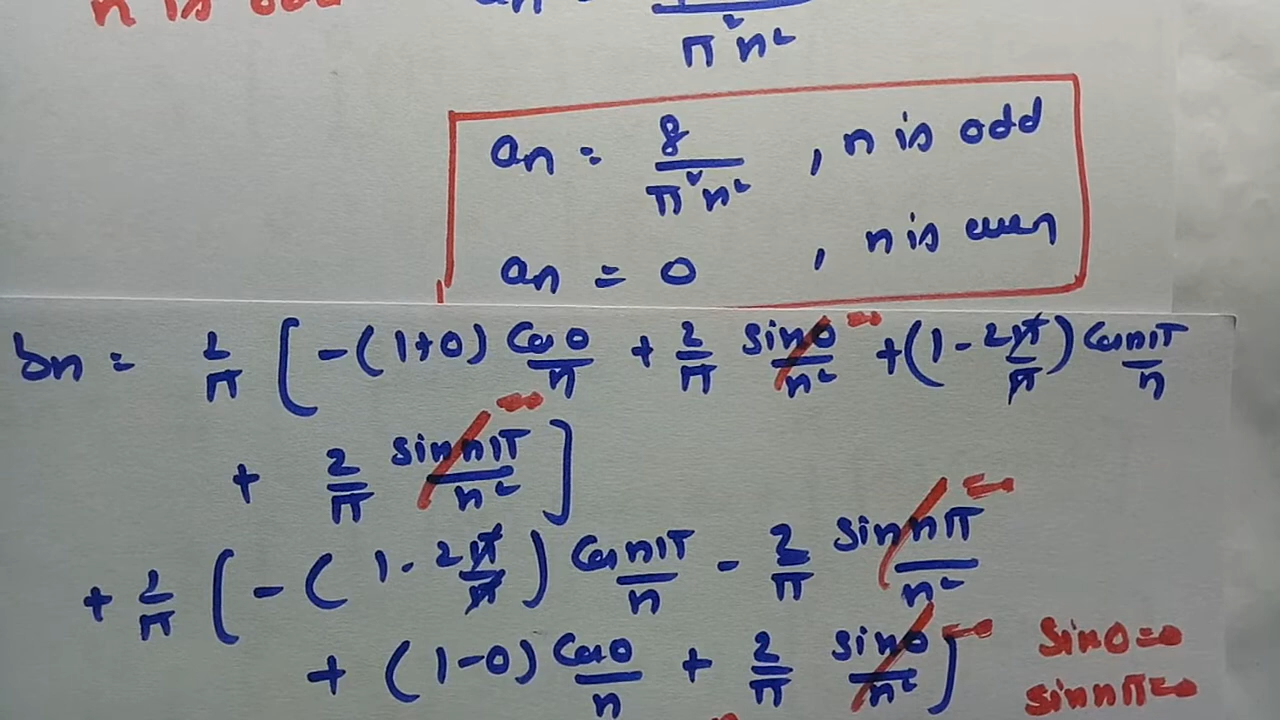 n is odd an = π²n²
an = 8/π²n² , n is odd
an = 0 , n is even
bn = 2/π [ -(1+0) cos0/n + 2/π sin0/n² + (1 - 2π/π) cosnπ/n
+ 2/π sinnπ/n² ]
+ 2/π [ -(1 - 2π/π) cosnπ/n - 2/π sinnπ/n²
+ (1-0) cos0/n + 2/π sin0/n² ] sin0=0
sinnπ=0